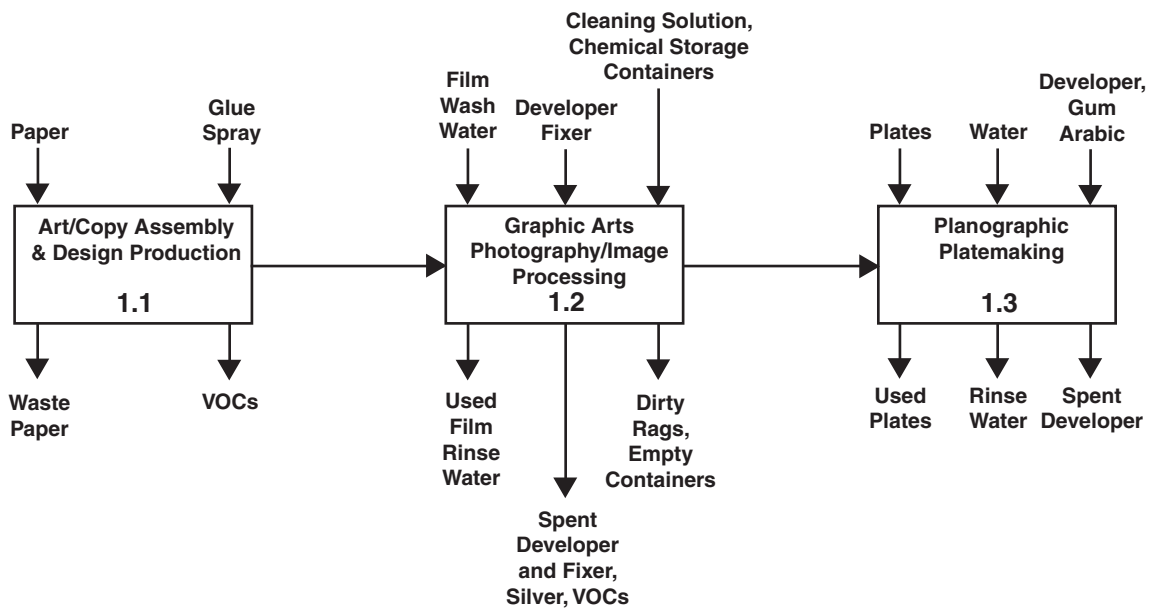 Paper
Glue
Spray
Film
Wash
Water
Developer
Fixer
Cleaning Solution,
Chemical Storage
Containers
Plates
Water
Developer,
Gum
Arabic
Art/Copy Assembly
& Design Production
1.1
Graphic Arts
Photography/Image
Processing
1.2
Planographic
Platemaking
1.3
Waste
Paper
VOCs
Used
Film
Rinse
Water
Spent
Developer
and Fixer,
Silver, VOCs
Dirty
Rags,
Empty
Containers
Used
Plates
Rinse
Water
Spent
Developer